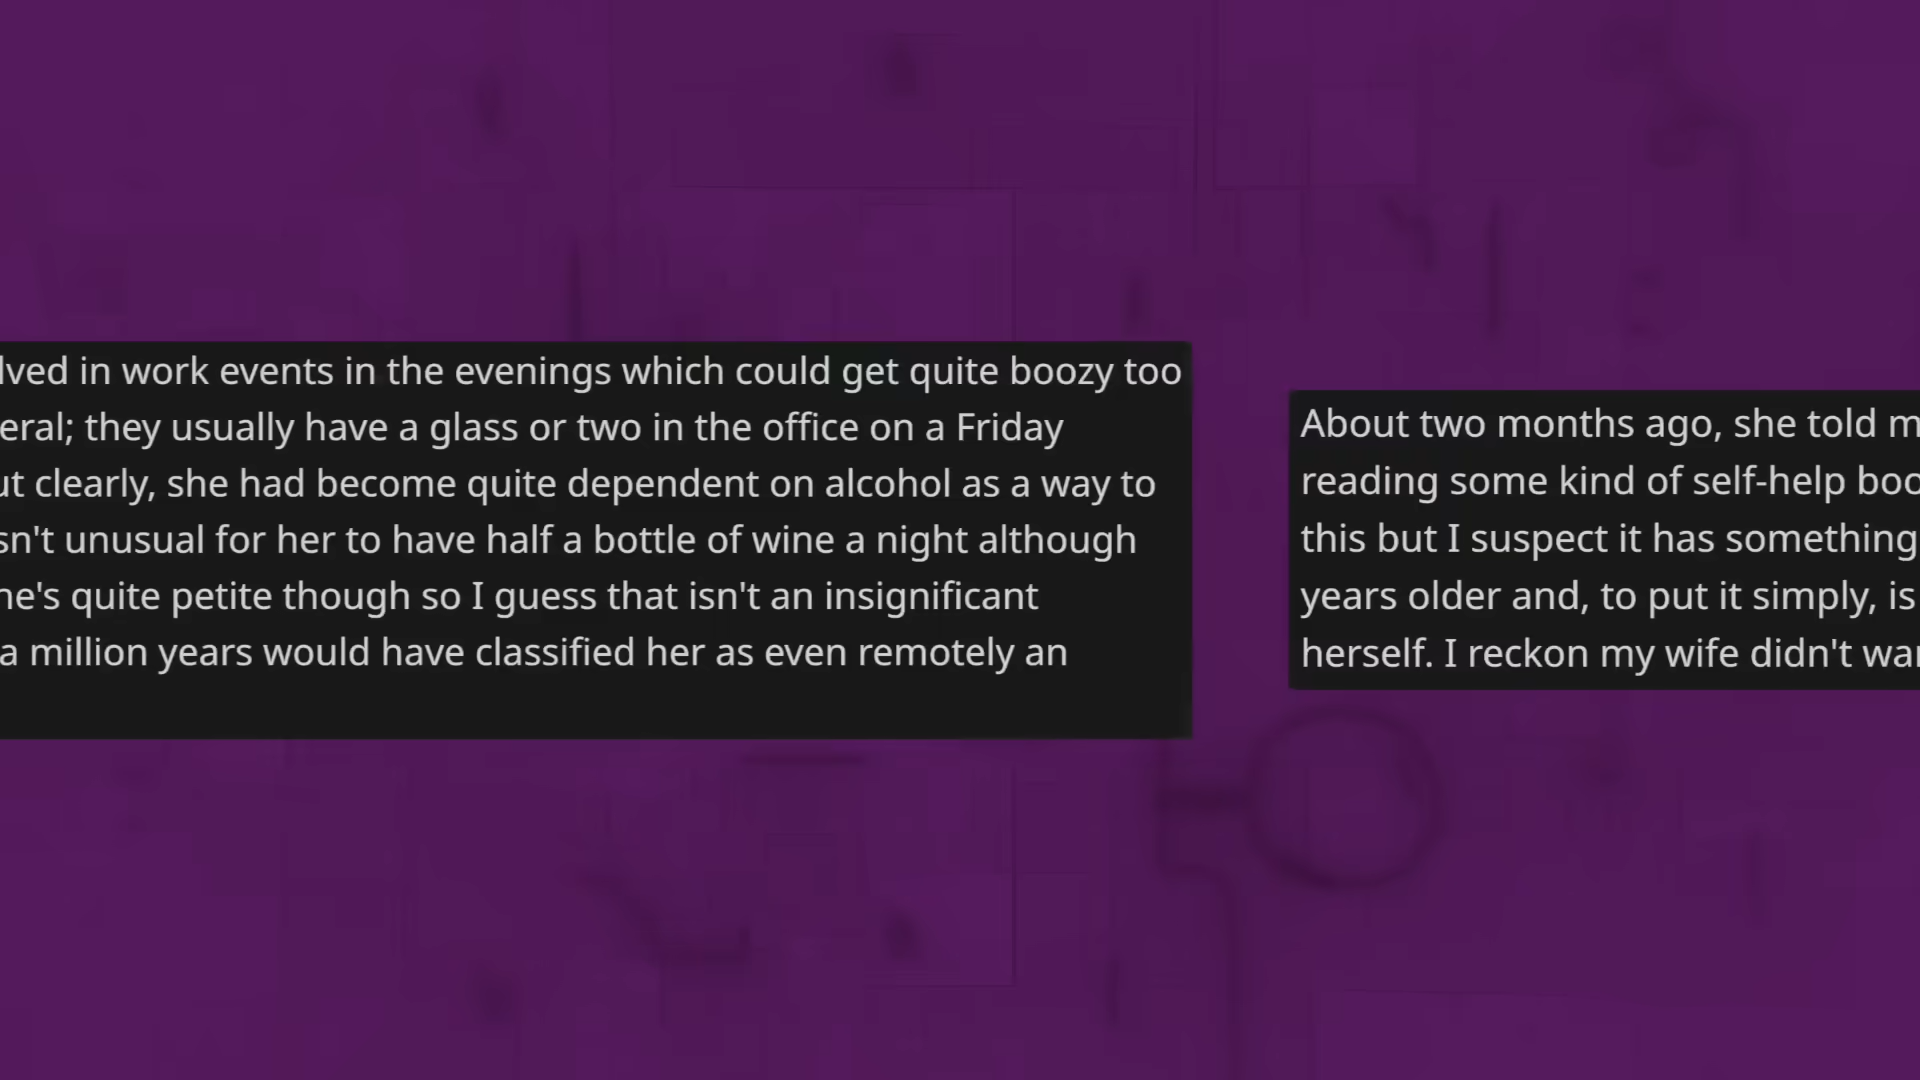 lved in work events in the evenings which could get quite boozy too
eral; they usually have a glass or two in the office on a Friday
ut clearly, she had become quite dependent on alcohol as a way to
sn't unusual for her to have half a bottle of wine a night although
he's quite petite though so I guess that isn't an insignificant
a million years would have classified her as even remotely an
About two months ago, she told m
reading some kind of self-help boo
this but I suspect it has something
years older and, to put it simply, is
herself. I reckon my wife didn't wa